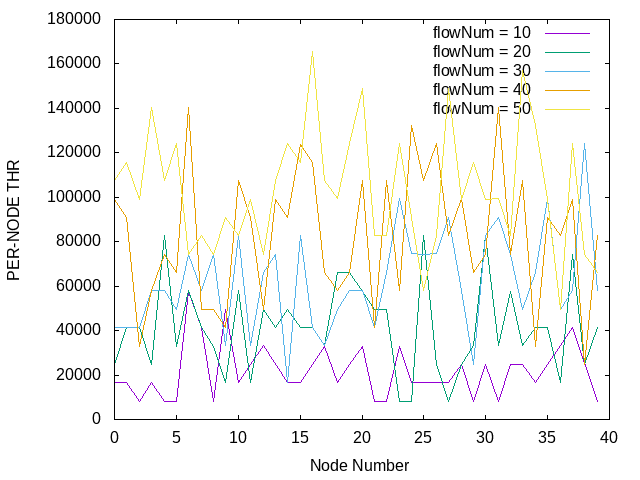 180000
160000
140000
120000
100000
80000
60000
40000
20000
0
PER-NODE THR
flowNum = 10
flowNum = 20
flowNum = 30
flowNum = 40
flowNum = 50
0 5 10 15 20 25 30 35 40
Node Number